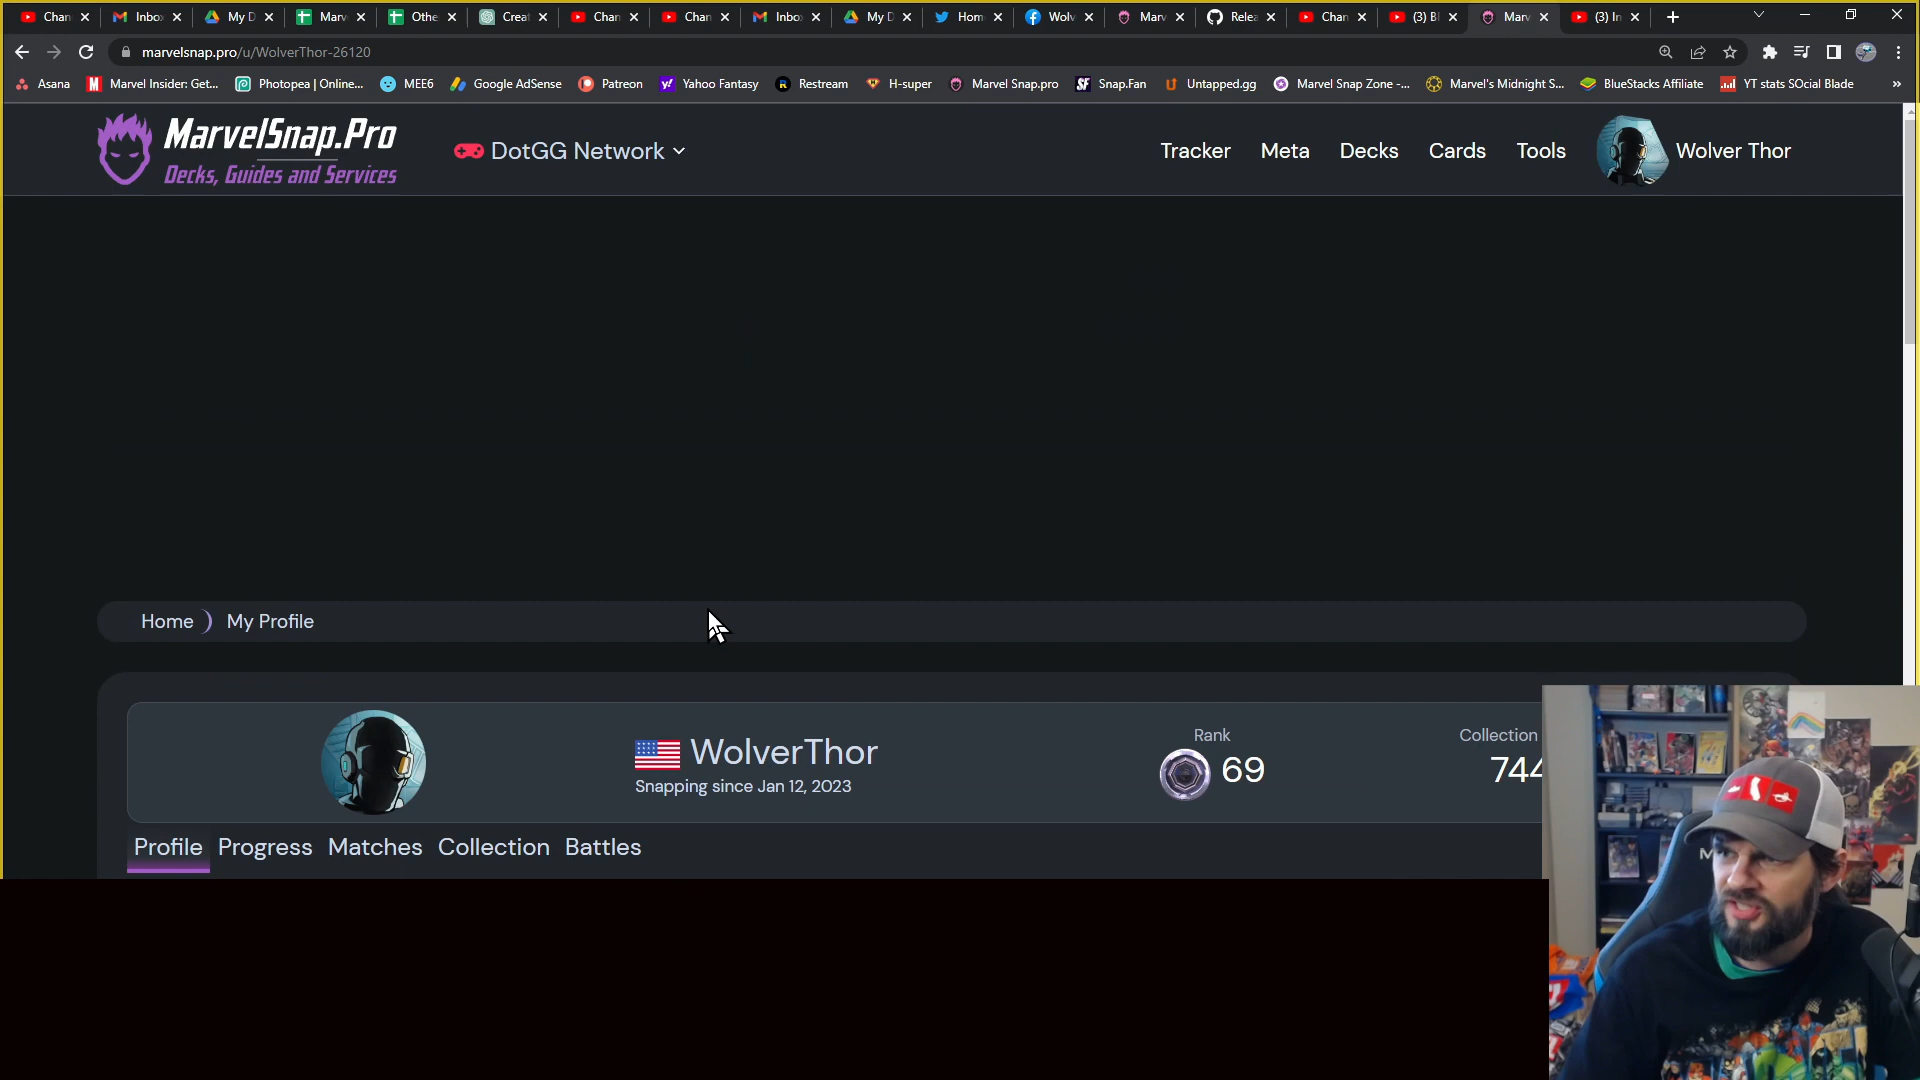 Chan
Inbo
My D
Marv
Othe
Crea
Chan
Chan
Inbo
My D
Hom
Wolv
Marv
Relea
Chan
(3) B
Marv
(3) In
marvelsnap.pro/u/WolverThor-26120
Asana
Marvel Insider: Get...
Photopea | Online...
MEE6
Google AdSense
Patreon
Yahoo Fantasy
Restream
H-super
Marvel Snap.pro
Snap.Fan
Untapped.gg
Marvel Snap Zone -...
Marvel's Midnight S...
BlueStacks Affiliate
YT stats SOcial Blade
»
MarvelSnap.Pro
Decks, Guides and Services
DotGG Network
Tracker
Meta
Decks
Cards
Tools
Wolver Thor
Home
My Profile
WolverThor
Snapping since Jan 12, 2023
Rank
69
Collection
744
Profile
Progress
Matches
Collection
Battles